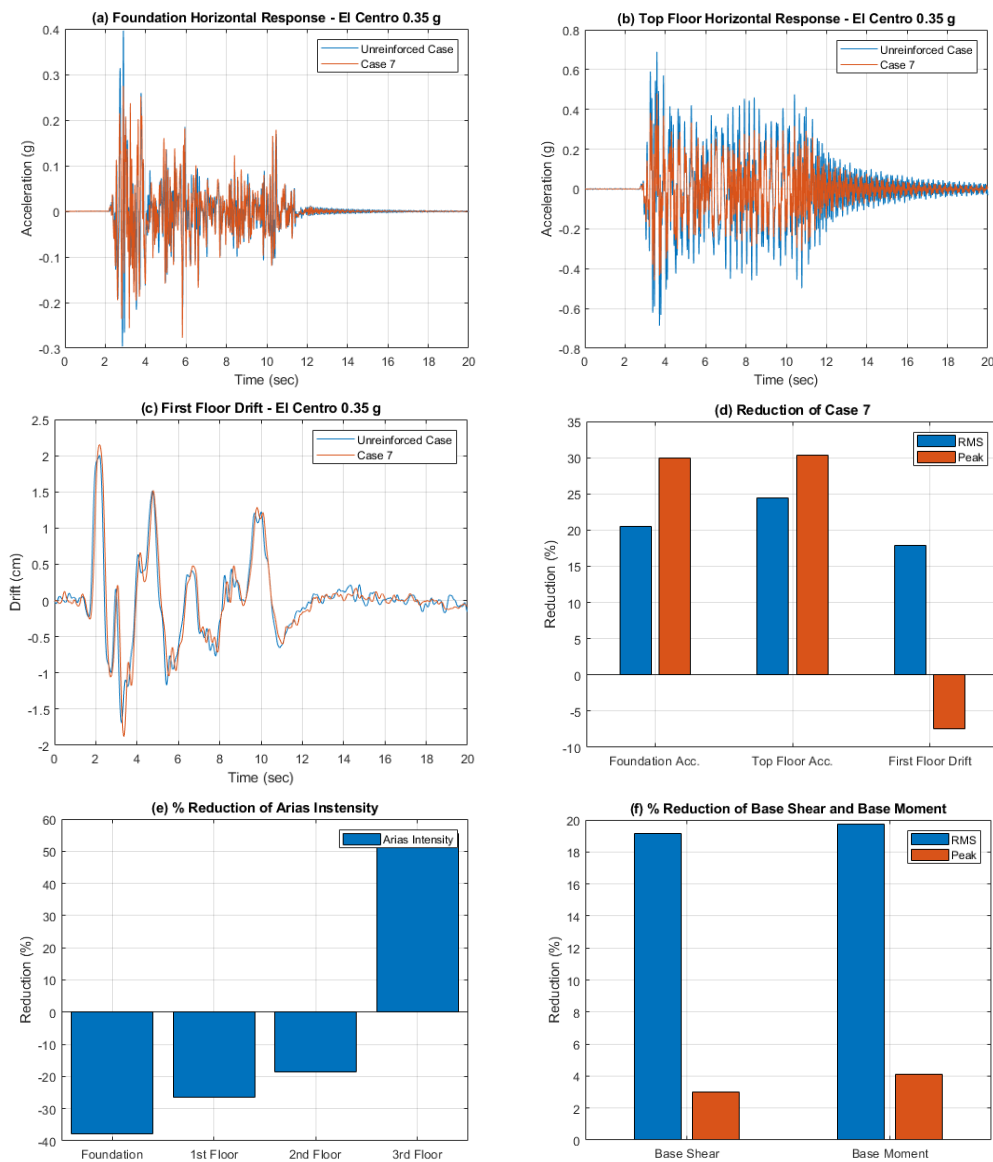 (a) Foundation Horizontal Response - El Centro 0.35 g
Unreinforced Case
Case 7
Acceleration (g)
0.4
0.3
0.2
0.1
0
-0.1
-0.2
-0.3
0 2 4 6 8 10 12 14 16 18 20
Time (sec)
(b) Top Floor Horizontal Response - El Centro 0.35 g
Unreinforced Case
Case 7
Acceleration (g)
0.8
0.6
0.4
0.2
0
-0.2
-0.4
-0.6
-0.8
0 2 4 6 8 10 12 14 16 18 20
Time (sec)
(c) First Floor Drift - El Centro 0.35 g
Unreinforced Case
Case 7
Drift (cm)
2.5
2
1.5
1
0.5
0
-0.5
-1
-1.5
-2
0 2 4 6 8 10 12 14 16 18 20
Time (sec)
(d) Reduction of Case 7
RMS
Peak
Reduction (%)
35
30
25
20
15
10
5
0
-5
-10
Foundation Acc. Top Floor Acc. First Floor Drift
(e) % Reduction of Arias Instensity
Arias Intensity
Reduction (%)
60
50
40
30
20
10
0
-10
-20
-30
-40
Foundation 1st Floor 2nd Floor 3rd Floor
(f) % Reduction of Base Shear and Base Moment
RMS
Peak
Reduction (%)
20
18
16
14
12
10
8
6
4
2
0
Base Shear Base Moment